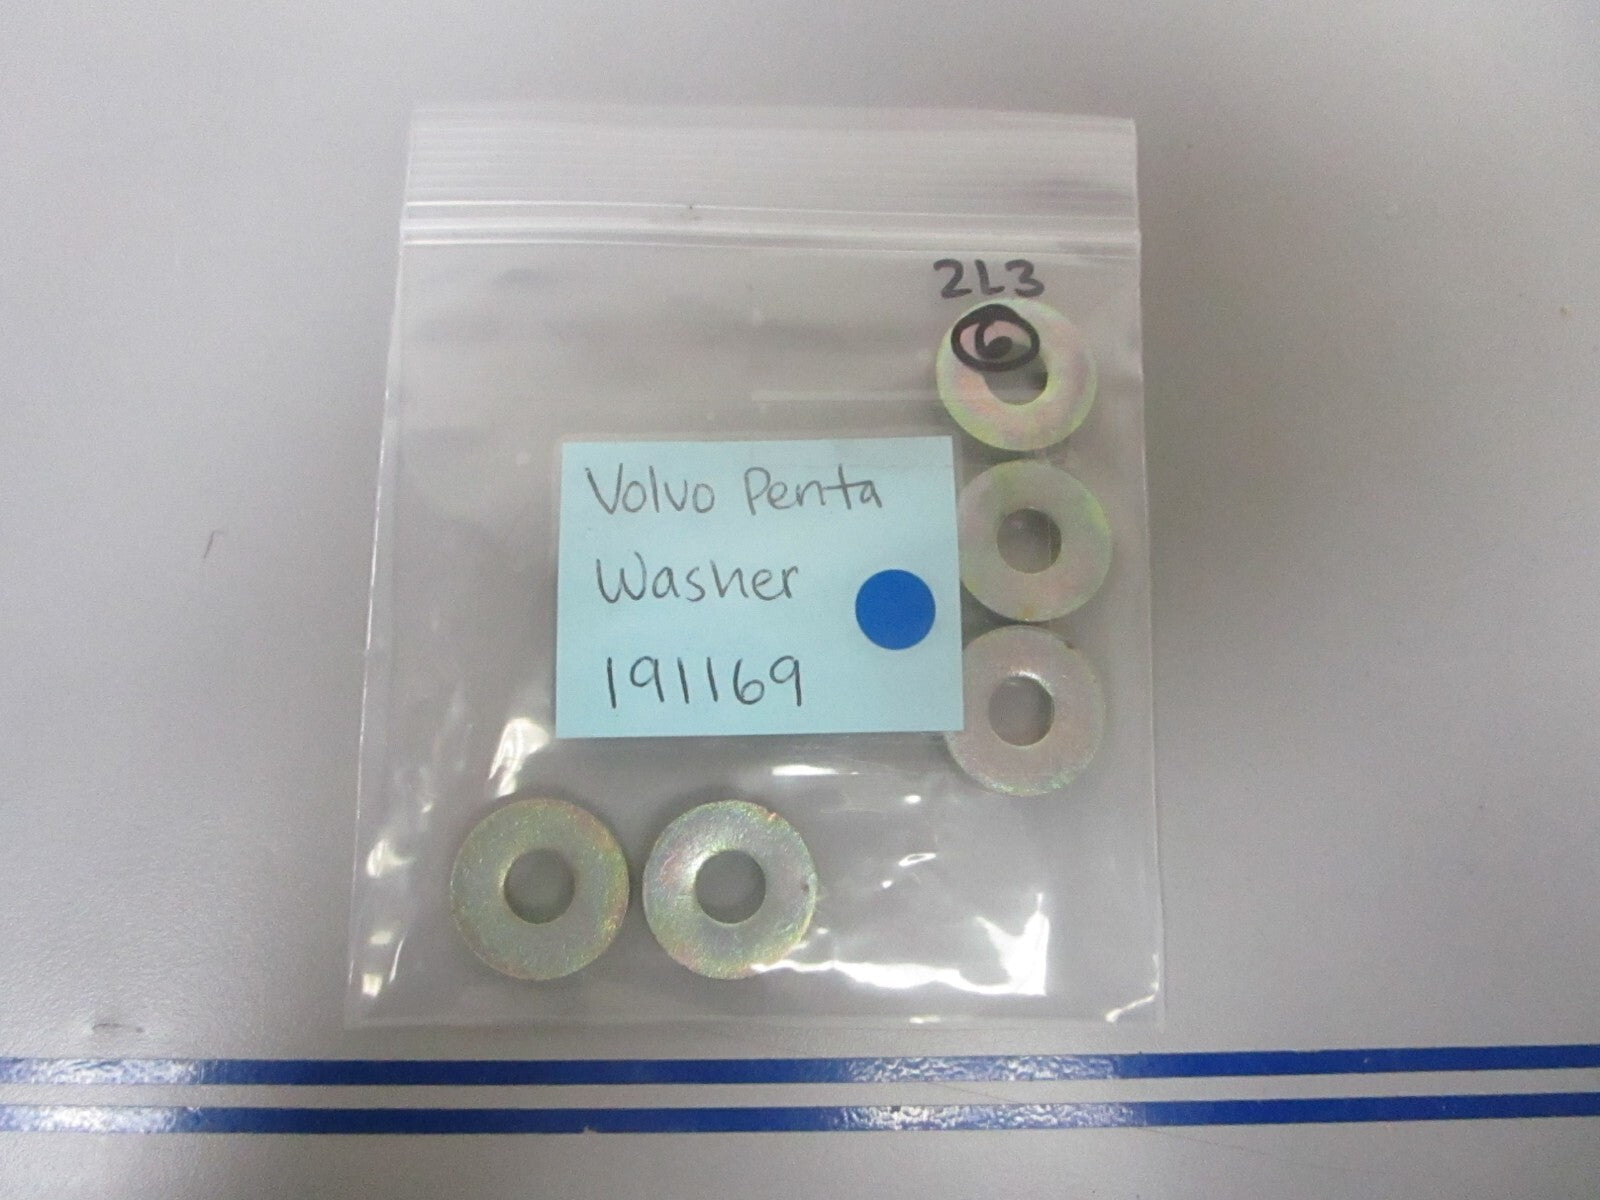 2L3
6
Volvo Penta
Washer
191169